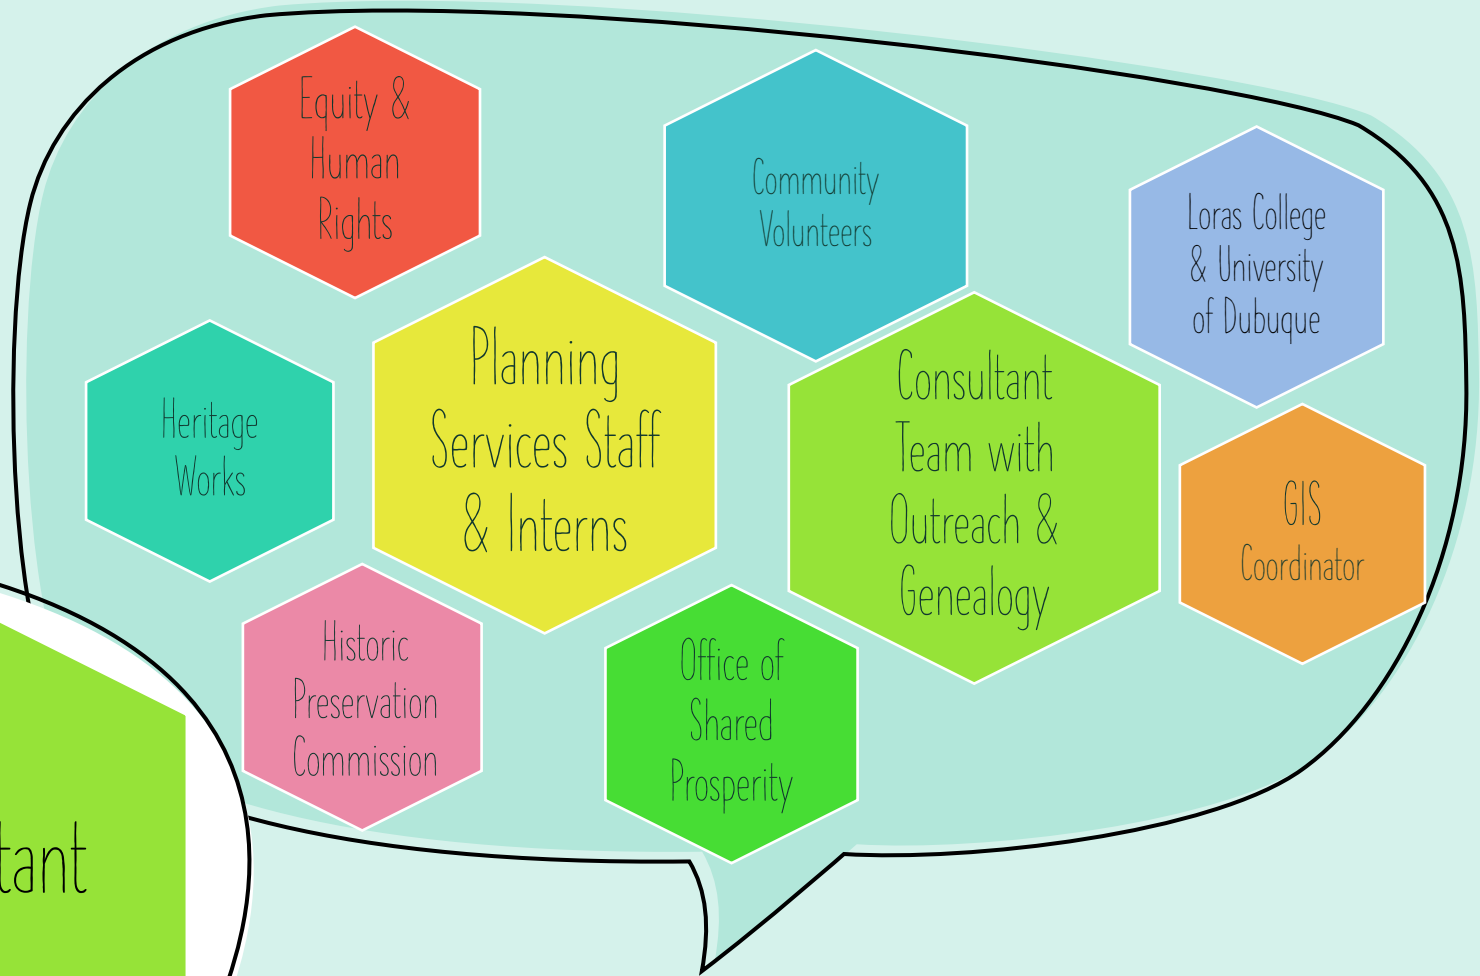 Equity &
Human
Rights
Community
Volunteers
Loras College
& University
of Dubuque
Heritage
Works
Planning
Services Staff
& Interns
Consultant
Team with
Outreach &
Genealogy
GIS
Coordinator
Historic
Preservation
Commission
Office of
Shared
Prosperity
tant